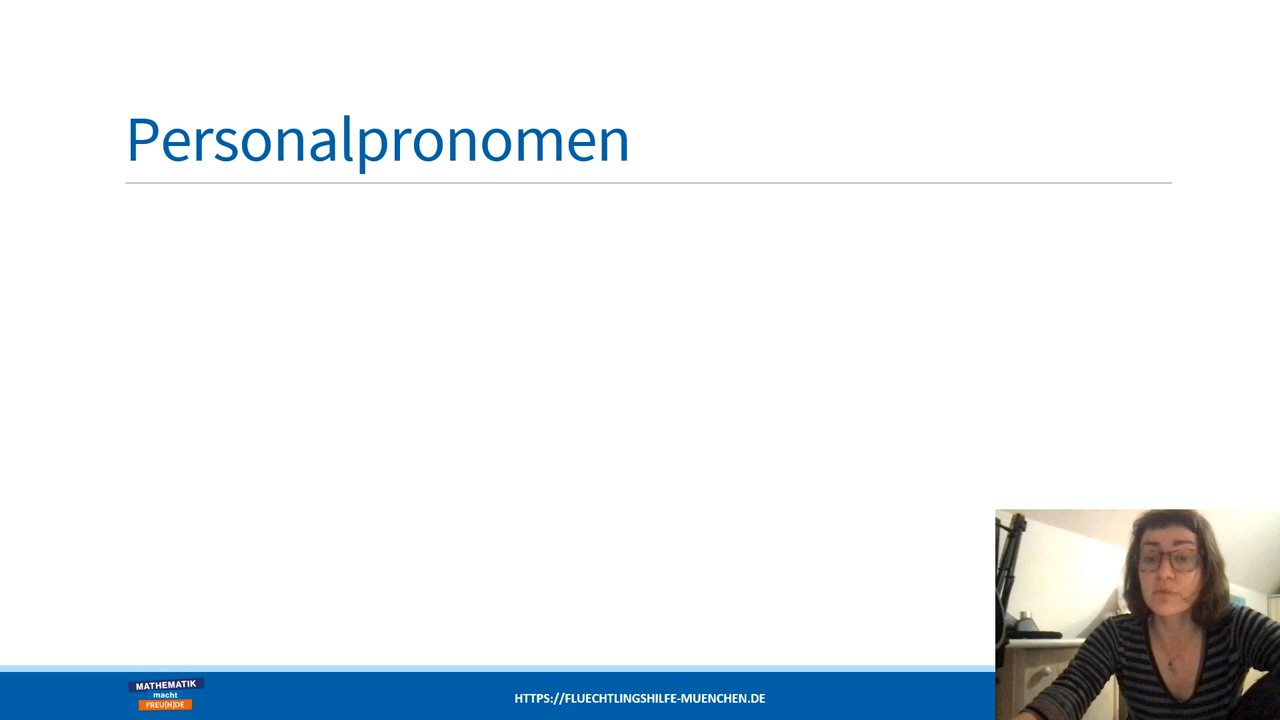 Personalpronomen
MATHEMATIK
macht
FREU(N)DE
HTTPS://FLUECHTLINGSHILFE-MUENCHEN.DE